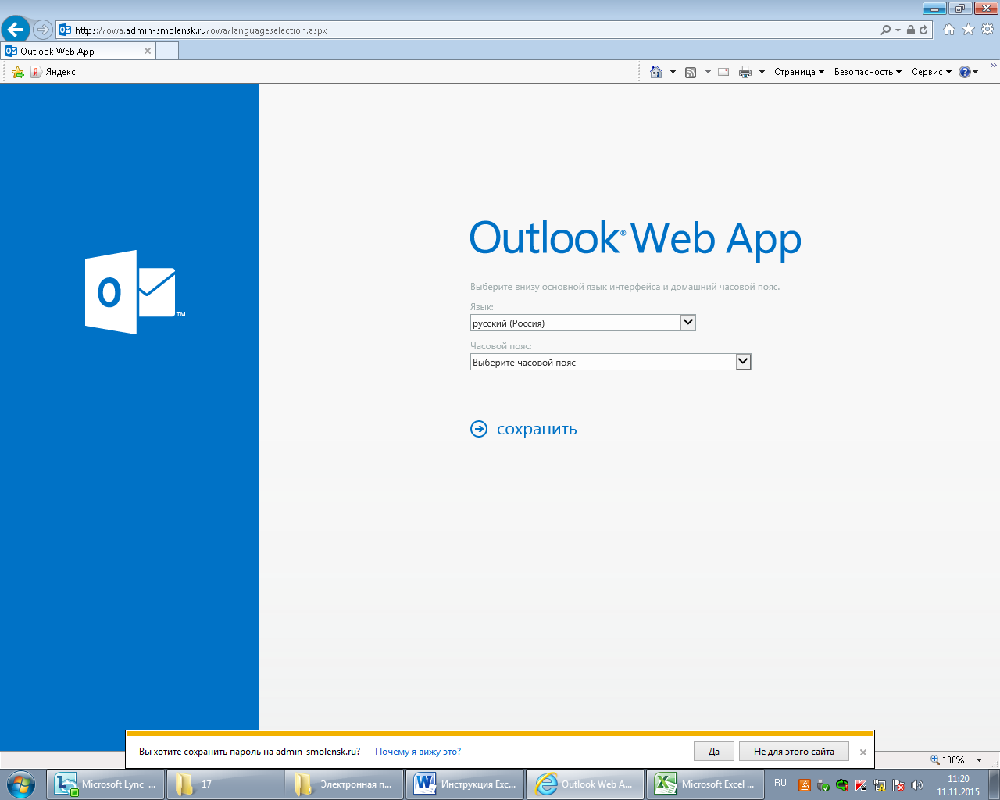 https://owa.admin-smolensk.ru/owa/languageselection.aspx
Outlook Web App
Яндекс
Страница
Безопасность
Сервис
Outlook® Web App
Выберите внизу основной язык интерфейса и домашний часовой пояс.
Язык:
русский (Россия)
Часовой пояс:
Выберите часовой пояс
сохранить
O
TM
Вы хотите сохранить пароль на admin-smolensk.ru? Почему я вижу это? Да Не для этого сайта
100%
Microsoft Lync ...
17
Электронная п...
Инструкция Exc...
Outlook Web A...
Microsoft Excel ...
RU
11:20
11.11.2015